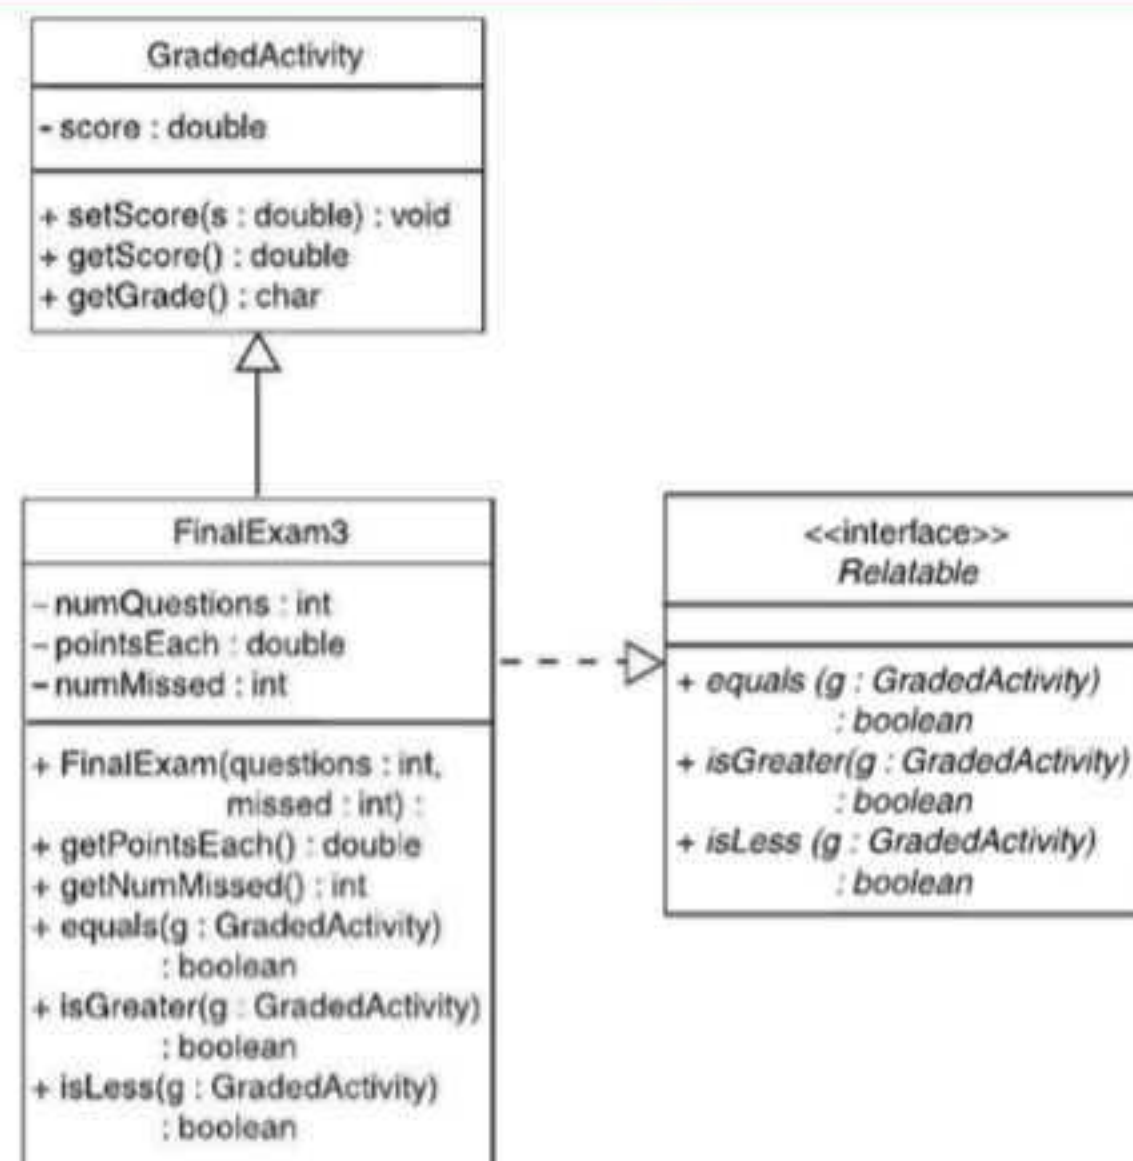 GradedActivity
- score : double
+ setScore(s : double) : void
+ getScore() : double
+ getGrade() : char
FinalExam3
– numQuestions : int
– pointsEach : double
– numMissed : int
+ FinalExam(questions : int,
missed : int) :
+ getPointsEach() : double
+ getNumMissed() : int
+ equals(g : GradedActivity)
: boolean
+ isGreater(g : GradedActivity)
: boolean
+ isLess(g : GradedActivity)
: boolean
<<interface>>
Relatable
+ equals (g : GradedActivity)
: boolean
+ isGreater(g : GradedActivity)
: boolean
+ isLess (g : GradedActivity)
: boolean